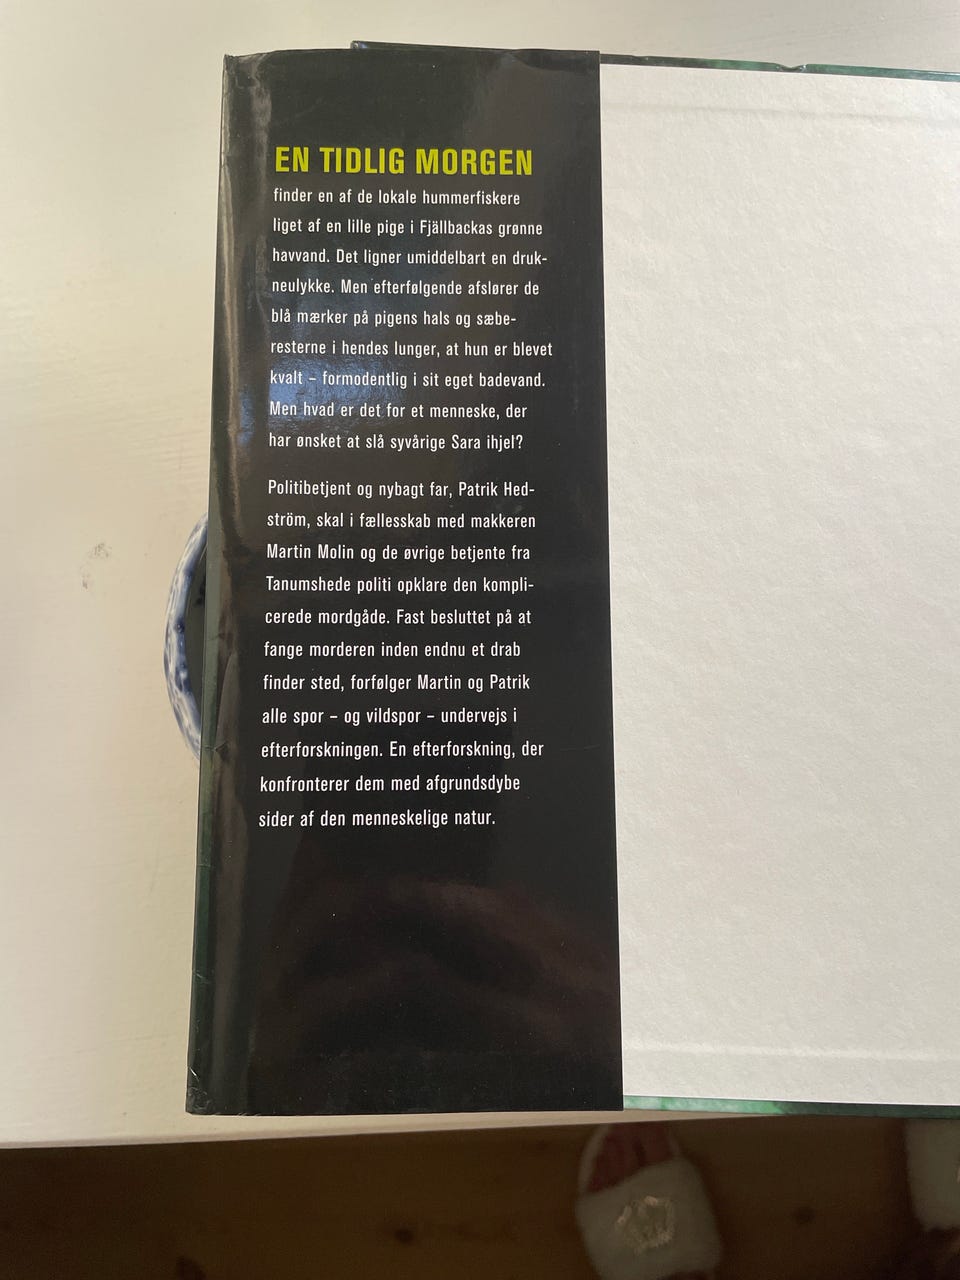 EN TIDLIG MORGEN
finder en af de lokale hummerfiskere
liget af en lille pige i Fjällbackas grønne
havvand. Det ligner umiddelbart en druk-
neulykke. Men efterfølgende afslører de
blå mærker på pigens hals og sæbe-
resterne i hendes lunger, at hun er blevet
kvalt – formodentlig i sit eget badevand.
Men hvad er det for et menneske, der
har ønsket at slå syvårige Sara ihjel?
Politibetjent og nybagt far, Patrik Hed-
ström, skal i fællesskab med makkeren
Martin Molin og de øvrige betjente fra
Tanumshede politi opklare den kompli-
cerede mordgåde. Fast besluttet på at
fange morderen inden endnu et drab
finder sted, forfølger Martin og Patrik
alle spor – og vildspor – undervejs i
efterforskningen. En efterforskning, der
konfronterer dem med afgrundsdybe
sider af den menneskelige natur.